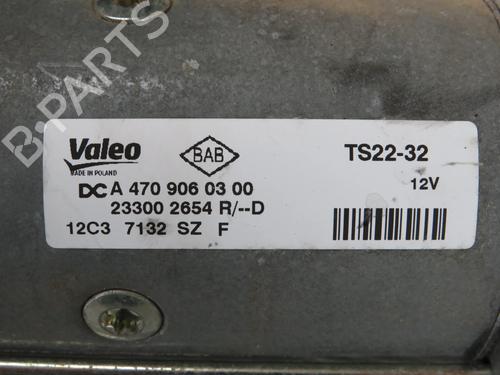 Valeo
MADE IN POLAND
BAB
TS22-32
DC A 470 906 03 00
12V
23300 2654 R/--D
12C3 7132 SZ F
B-PARTS